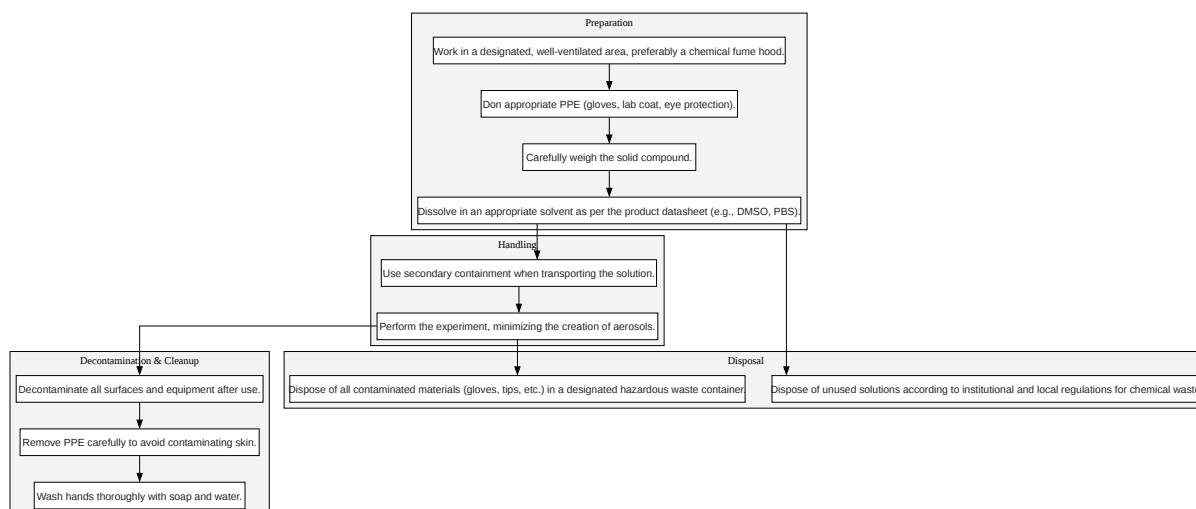 Preparation
Work in a designated, well-ventilated area, preferably a chemical fume hood.
Don appropriate PPE (gloves, lab coat, eye protection).
Carefully weigh the solid compound.
Dissolve in an appropriate solvent as per the product datasheet (e.g., DMSO, PBS).
Handling
Use secondary containment when transporting the solution.
Perform the experiment, minimizing the creation of aerosols.
Decontamination & Cleanup
Decontaminate all surfaces and equipment after use.
Remove PPE carefully to avoid contaminating skin.
Wash hands thoroughly with soap and water.
Disposal
Dispose of all contaminated materials (gloves, tips, etc.) in a designated hazardous waste container.
Dispose of unused solutions according to institutional and local regulations for chemical waste